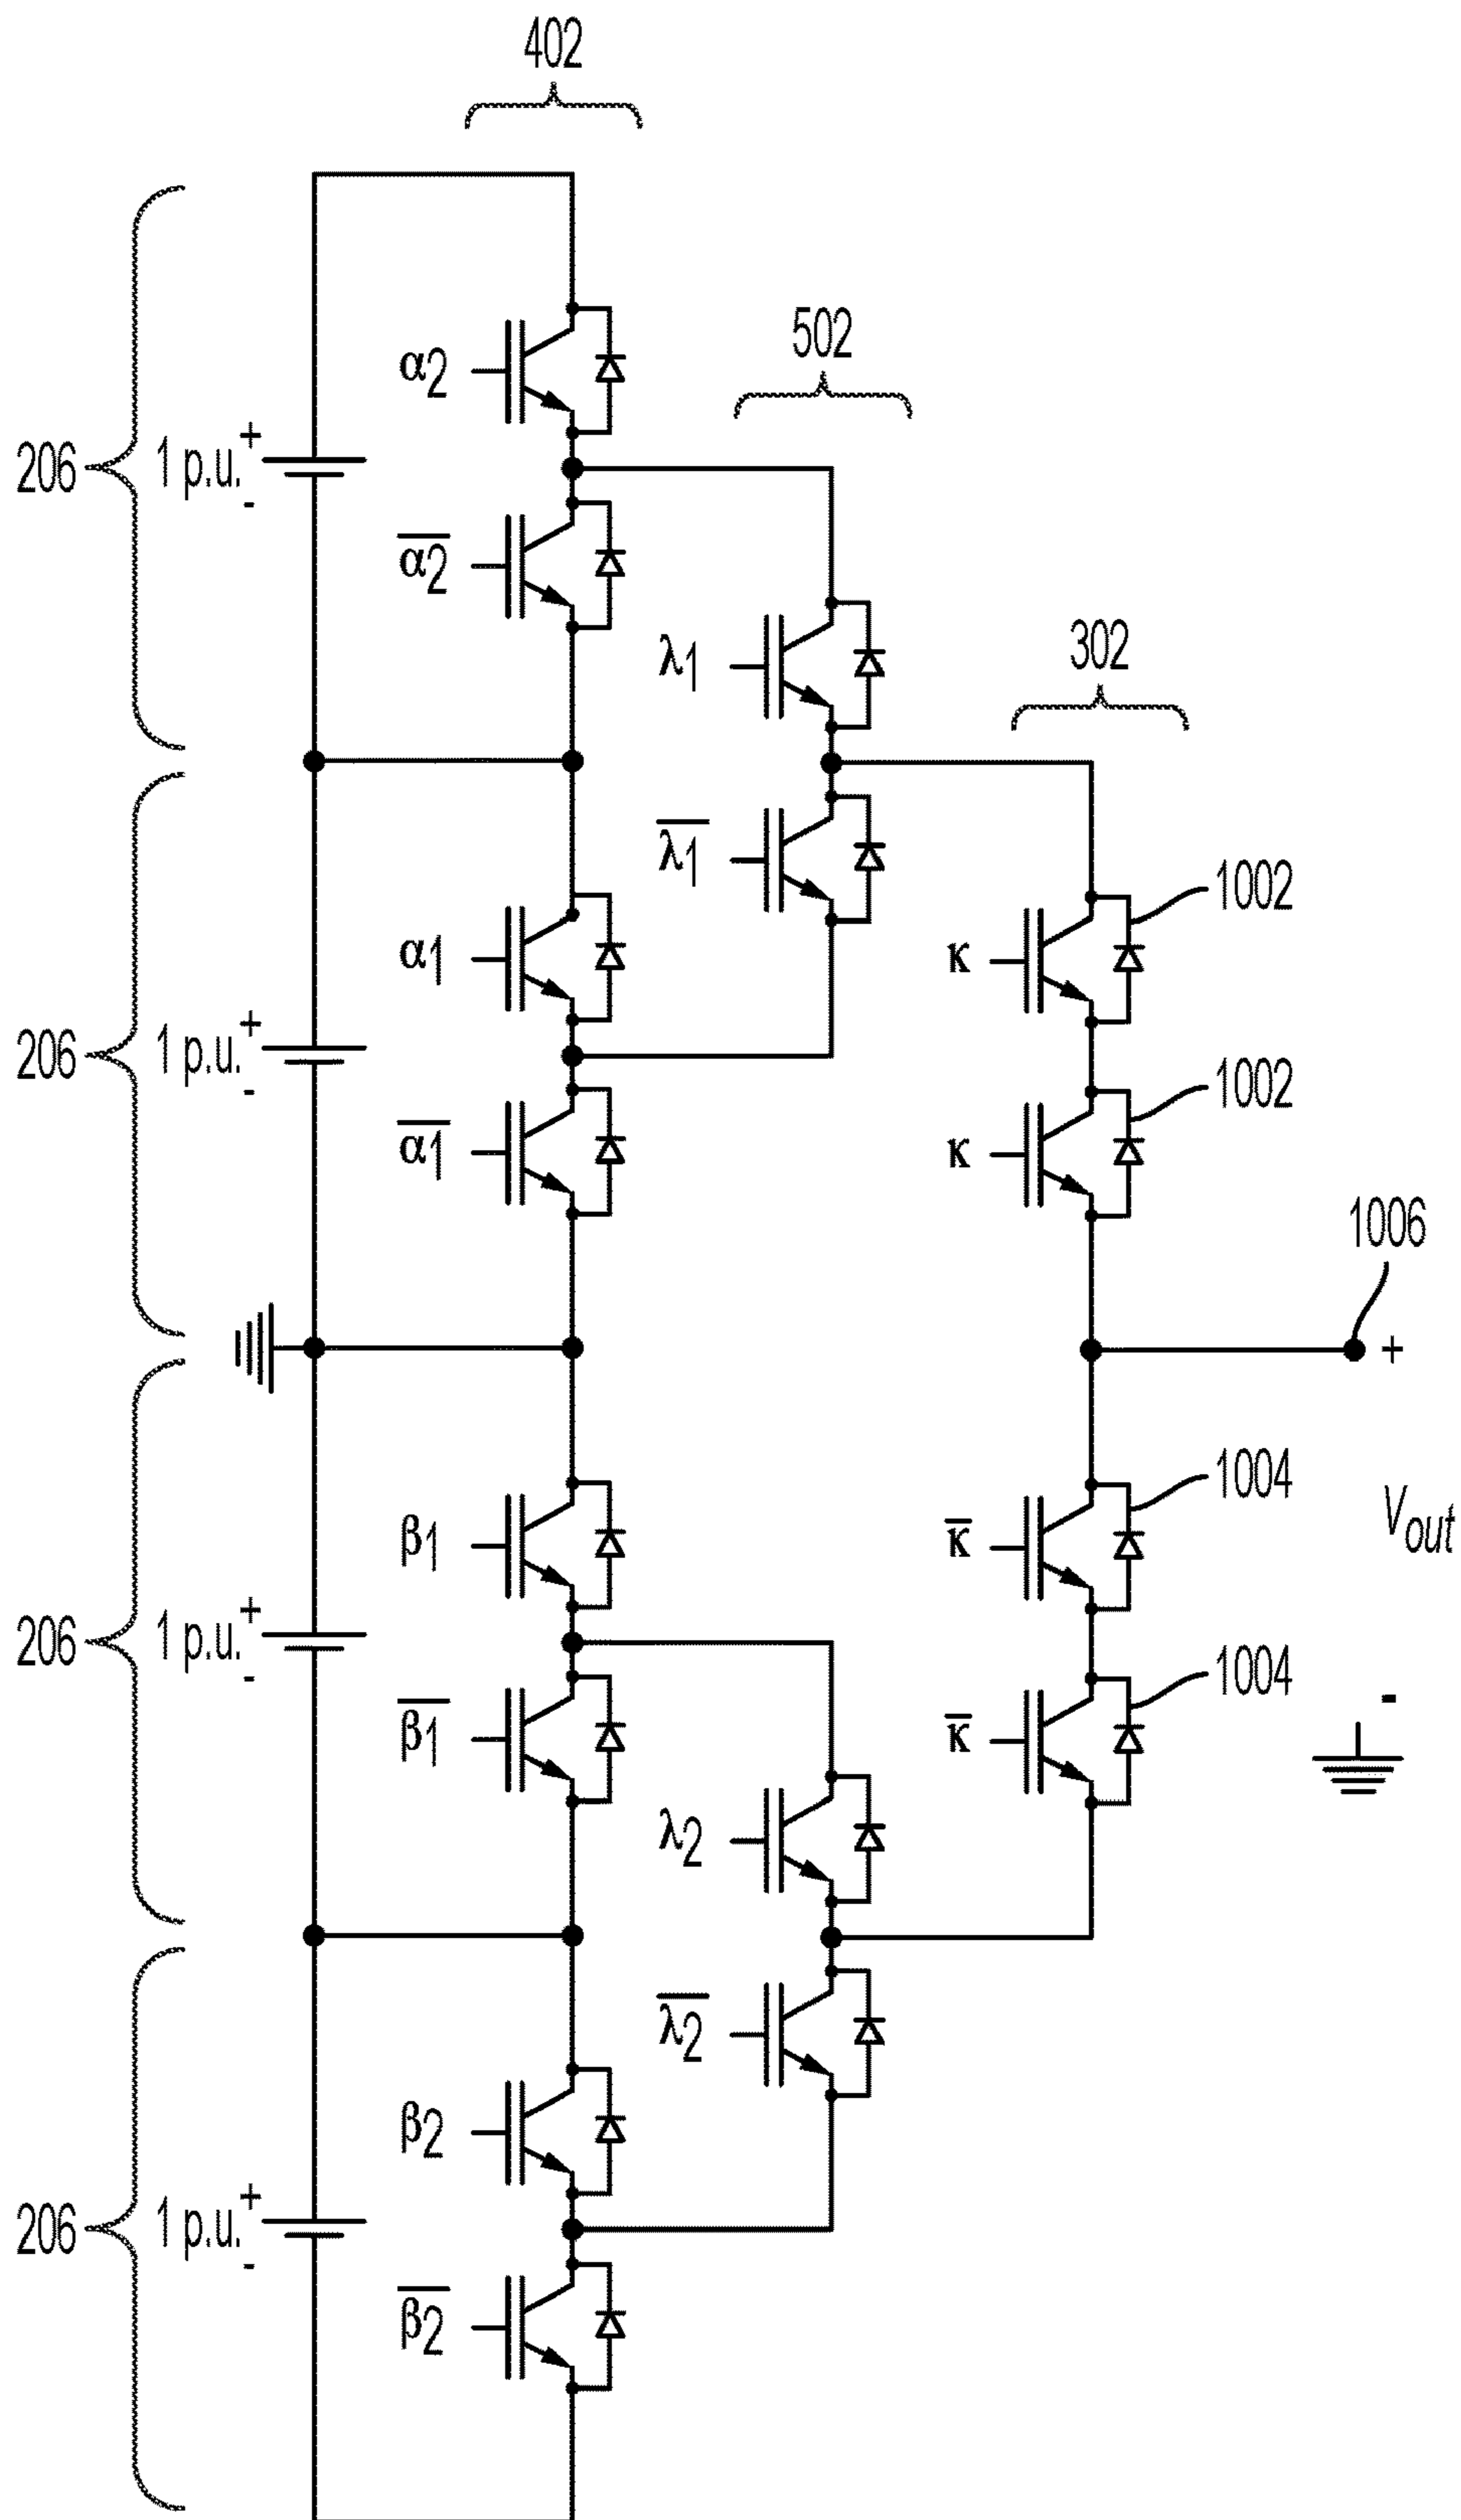 402
502
302
206
1 p.u.
+
-
α2
α2̅
λ1
λ1̅
206
1 p.u.
+
-
α1
α1̅
κ
1002
κ
1002
1006
+
206
1 p.u.
+
-
β1
β1̅
κ̅
1004
κ̅
1004
Vout
-
λ2
λ2̅
206
1 p.u.
+
-
β2
β2̅